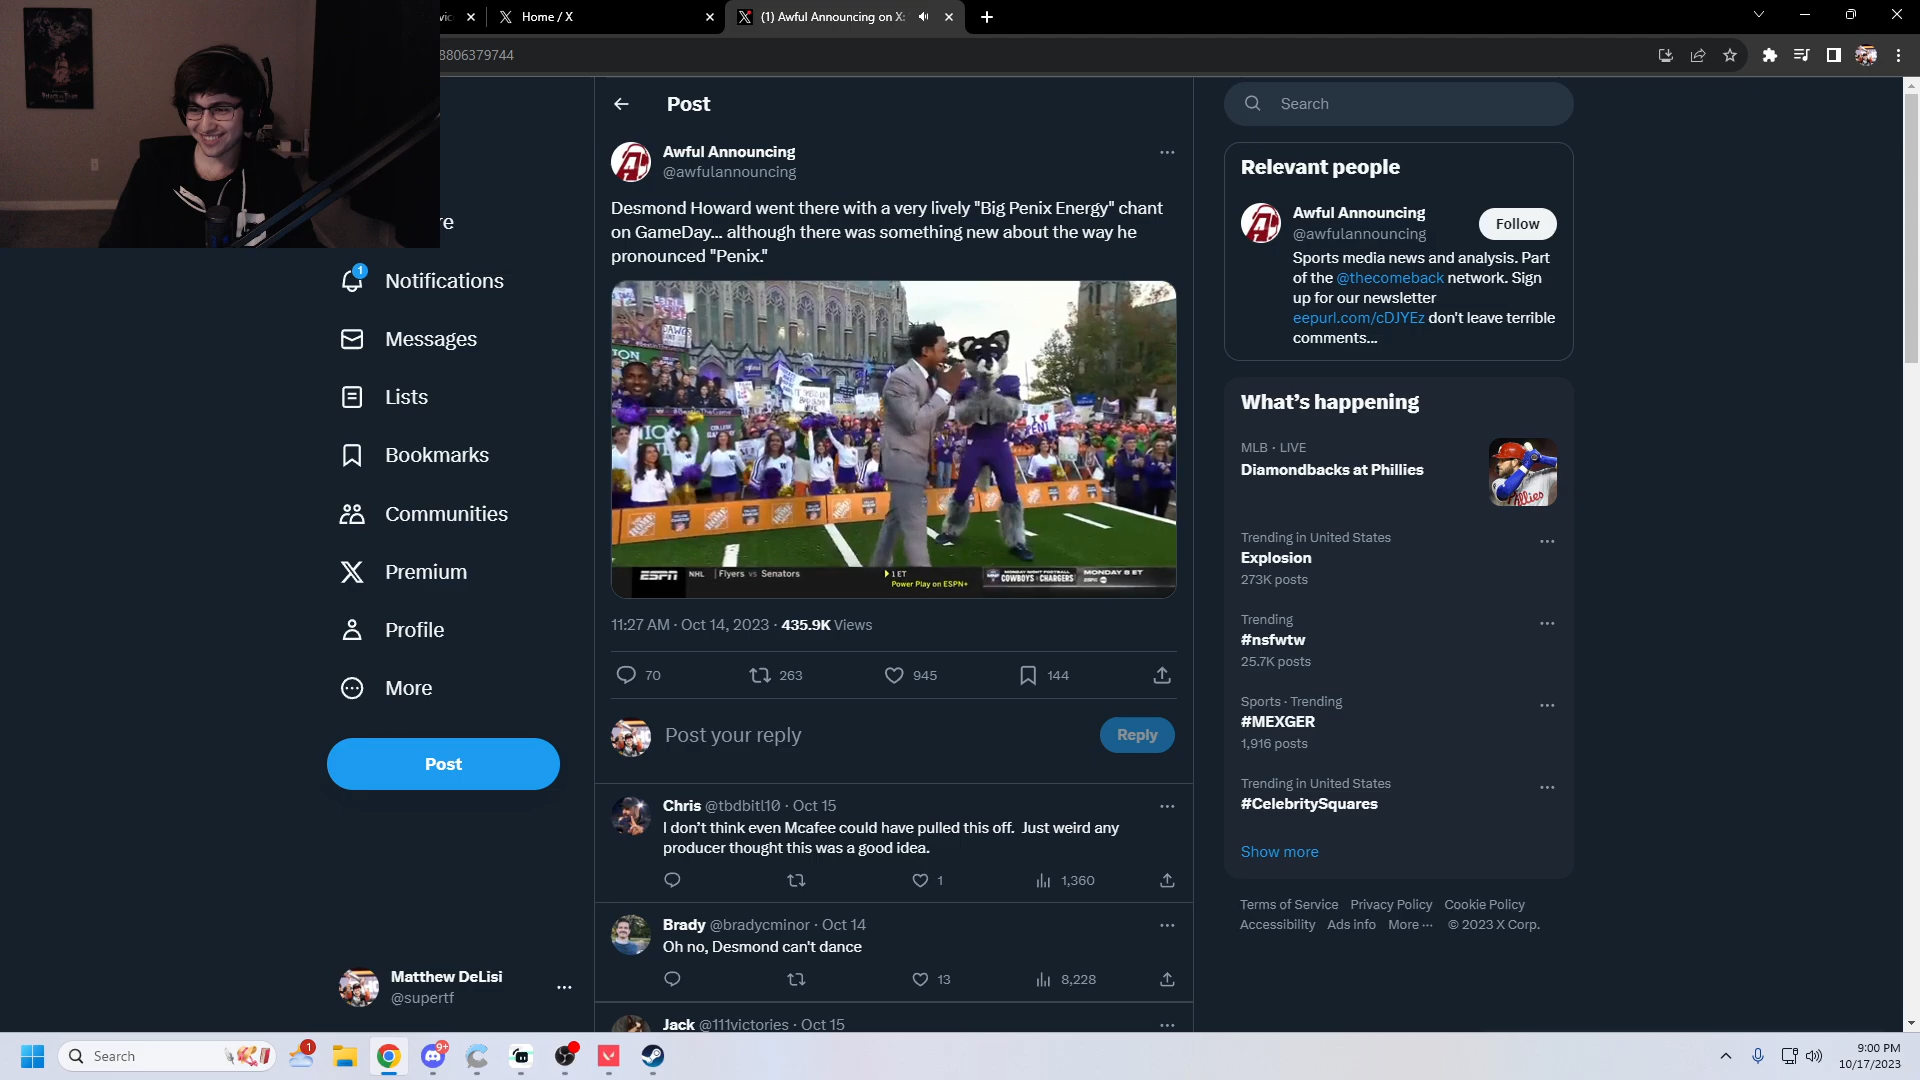 Home / X
(1) Awful Announcing on X:
8806379744
Post
Search
Awful Announcing
@awfulannouncing
Desmond Howard went there with a very lively "Big Penix Energy" chant
on GameDay... although there was something new about the way he
pronounced "Penix."
ESPN NHL Flyers vs Senators
1 ET
Power Play on ESPN+
MONDAY NIGHT FOOTBALL
COWBOYS CHARGERS
MONDAY 8 ET
11:27 AM · Oct 14, 2023 · 435.9K Views
70
263
945
144
Post your reply
Reply
Chris @tbdbitl10 · Oct 15
I don't think even Mcafee could have pulled this off. Just weird any
producer thought this was a good idea.
1
1,360
Brady @bradycminor · Oct 14
Oh no, Desmond can't dance
13
8,228
Jack @111victories · Oct 15
re
1
Notifications
Messages
Lists
Bookmarks
Communities
Premium
Profile
More
Post
Matthew DeLisi
@supertf
Relevant people
Awful Announcing
@awfulannouncing
Follow
Sports media news and analysis. Part
of the @thecomeback network. Sign
up for our newsletter
eepurl.com/cDJYEz don't leave terrible
comments...
What's happening
MLB · LIVE
Diamondbacks at Phillies
Phillies
Trending in United States
Explosion
273K posts
Trending
#nsfwtw
25.7K posts
Sports · Trending
#MEXGER
1,916 posts
Trending in United States
#CelebritySquares
Show more
Terms of Service Privacy Policy Cookie Policy
Accessibility Ads info More ··· © 2023 X Corp.
Search
1
9+
9:00 PM
10/17/2023